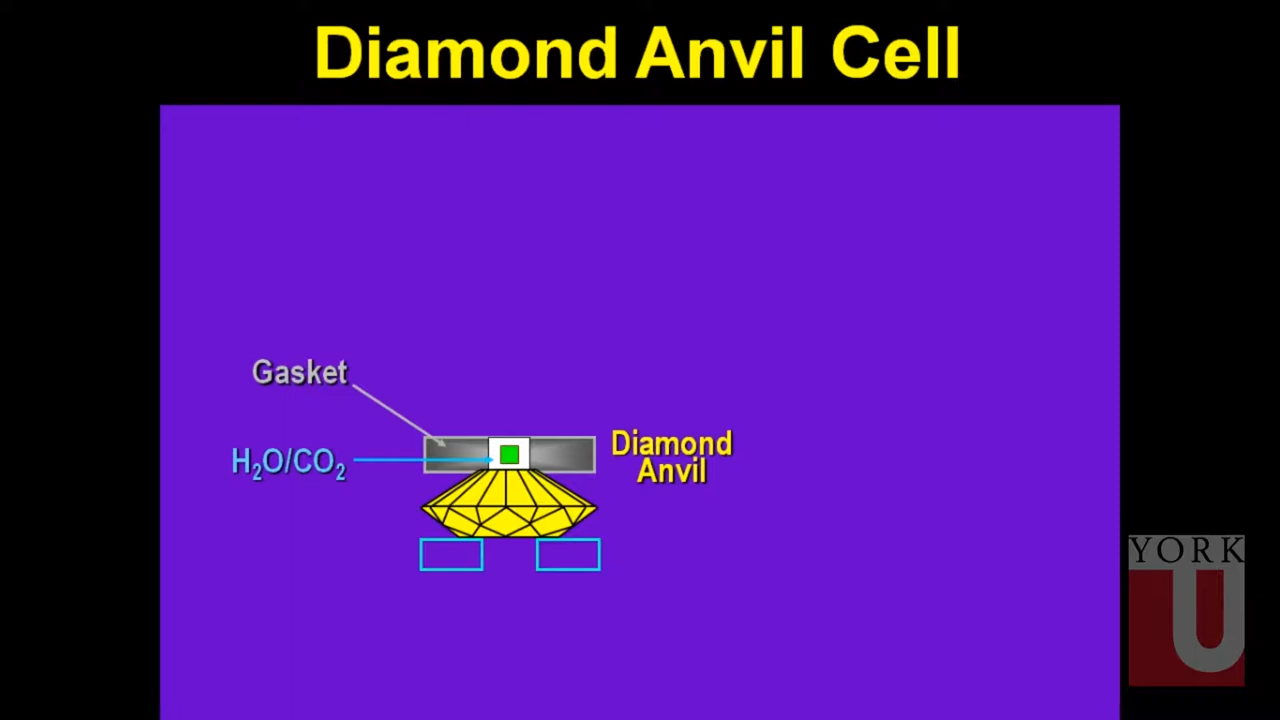 Diamond Anvil Cell
Gasket
H₂O/CO₂
Diamond
Anvil
YORK
U